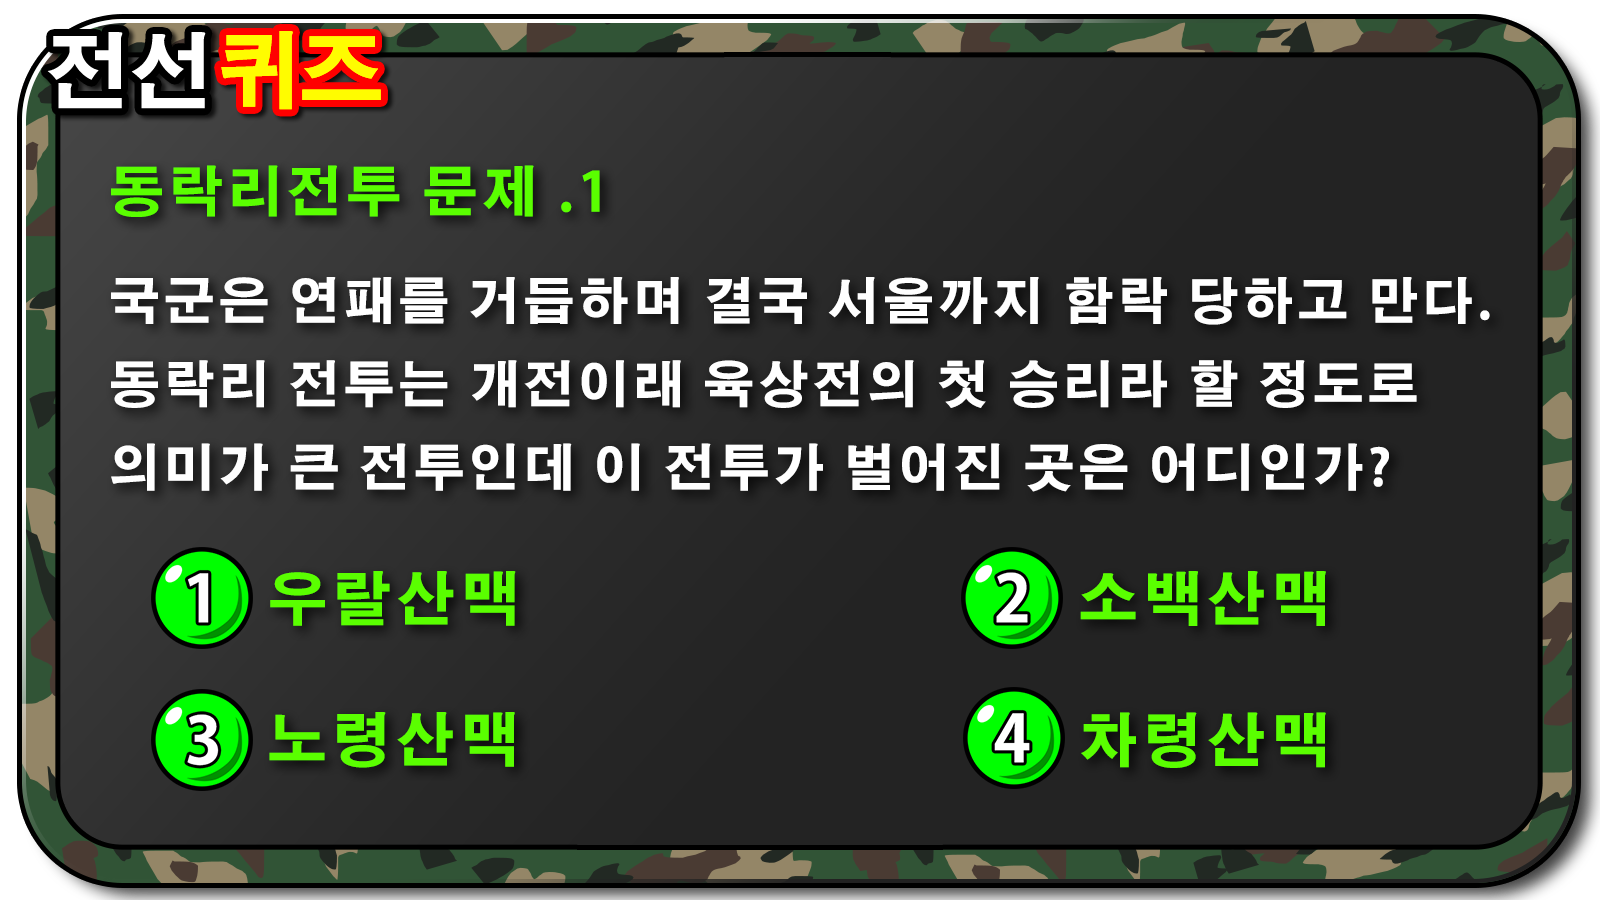 전선퀴즈
동락리전투 문제 .1
국군은 연패를 거듭하며 결국 서울까지 함락 당하고 만다.
동락리 전투는 개전이래 육상전의 첫 승리라 할 정도로
의미가 큰 전투인데 이 전투가 벌어진 곳은 어디인가?
1 우랄산맥
2 소백산맥
3 노령산맥
4 차령산맥